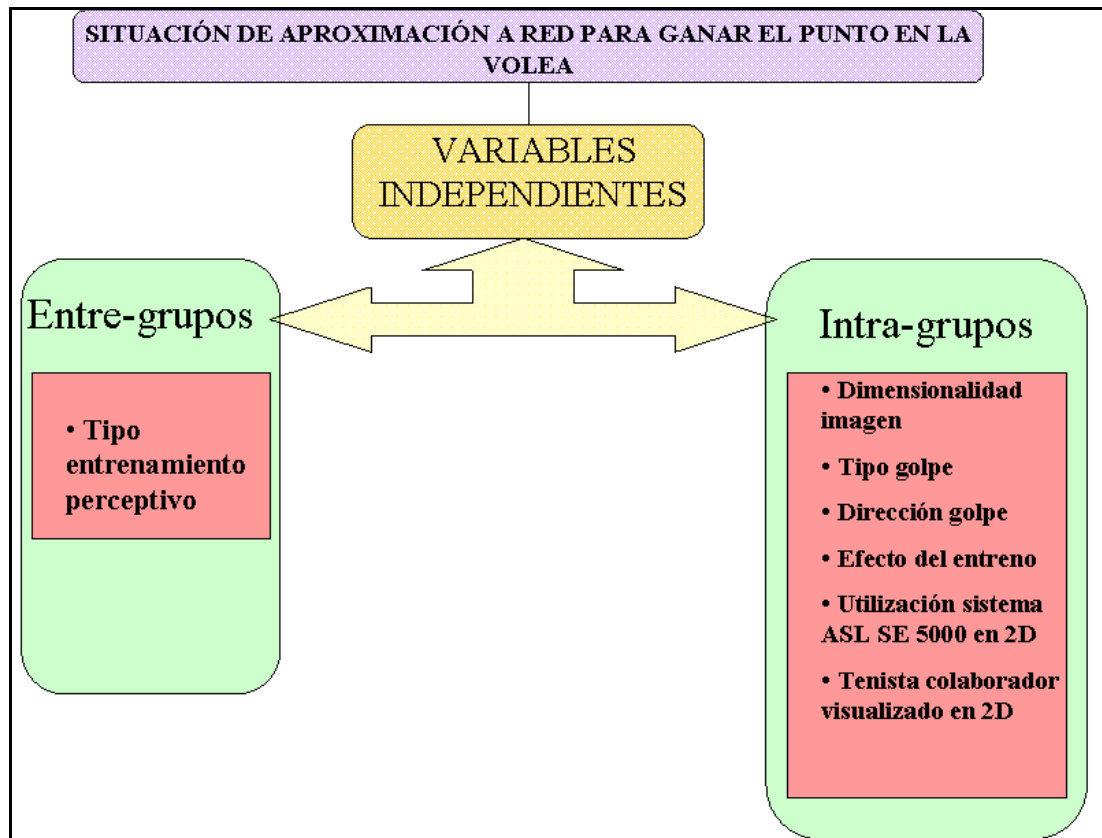 SITUACIÓN DE APROXIMACIÓN A RED PARA GANAR EL PUNTO EN LA
VOLEA
VARIABLES
INDEPENDIENTES
Entre-grupos
• Tipo
entrenamiento
perceptivo
Intra-grupos
• Dimensionalidad
imagen
• Tipo golpe
• Dirección golpe
• Efecto del entreno
• Utilización sistema
ASL SE 5000 en 2D
• Tenista colaborador
visualizado en 2D